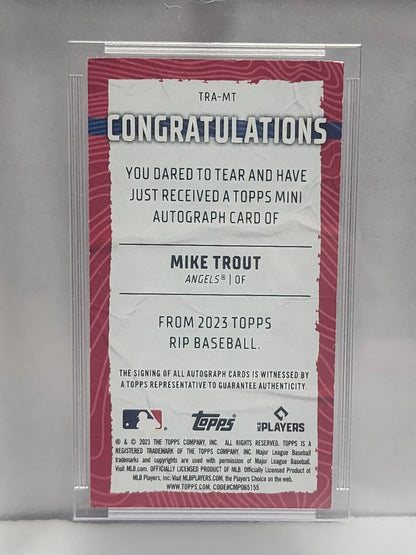 TRA-MT
CONGRATULATIONS
YOU DARED TO TEAR AND HAVE
JUST RECEIVED A TOPPS MINI
AUTOGRAPH CARD OF
MIKE TROUT
ANGELS® | OF
FROM 2023 TOPPS
RIP BASEBALL.
THE SIGNING OF ALL AUTOGRAPH CARDS IS WITNESSED BY
A TOPPS REPRESENTATIVE TO GUARANTEE AUTHENTICITY.
topps
MLB PLAYERS
® & © 2023 THE TOPPS COMPANY, INC. ALL RIGHTS RESERVED. TOPPS IS A
REGISTERED TRADEMARK OF THE TOPPS COMPANY, INC. Major League Baseball
trademarks and copyrights are used with permission of Major League Baseball.
Visit MLB.com. OFFICIALLY LICENSED PRODUCT OF MLB. Officially Licensed Product of
MLB Players, Inc. Visit MLBPLAYERS.COM, the Players Choice on the web.
WWW.TOPPS.COM. CODE#CMP065155